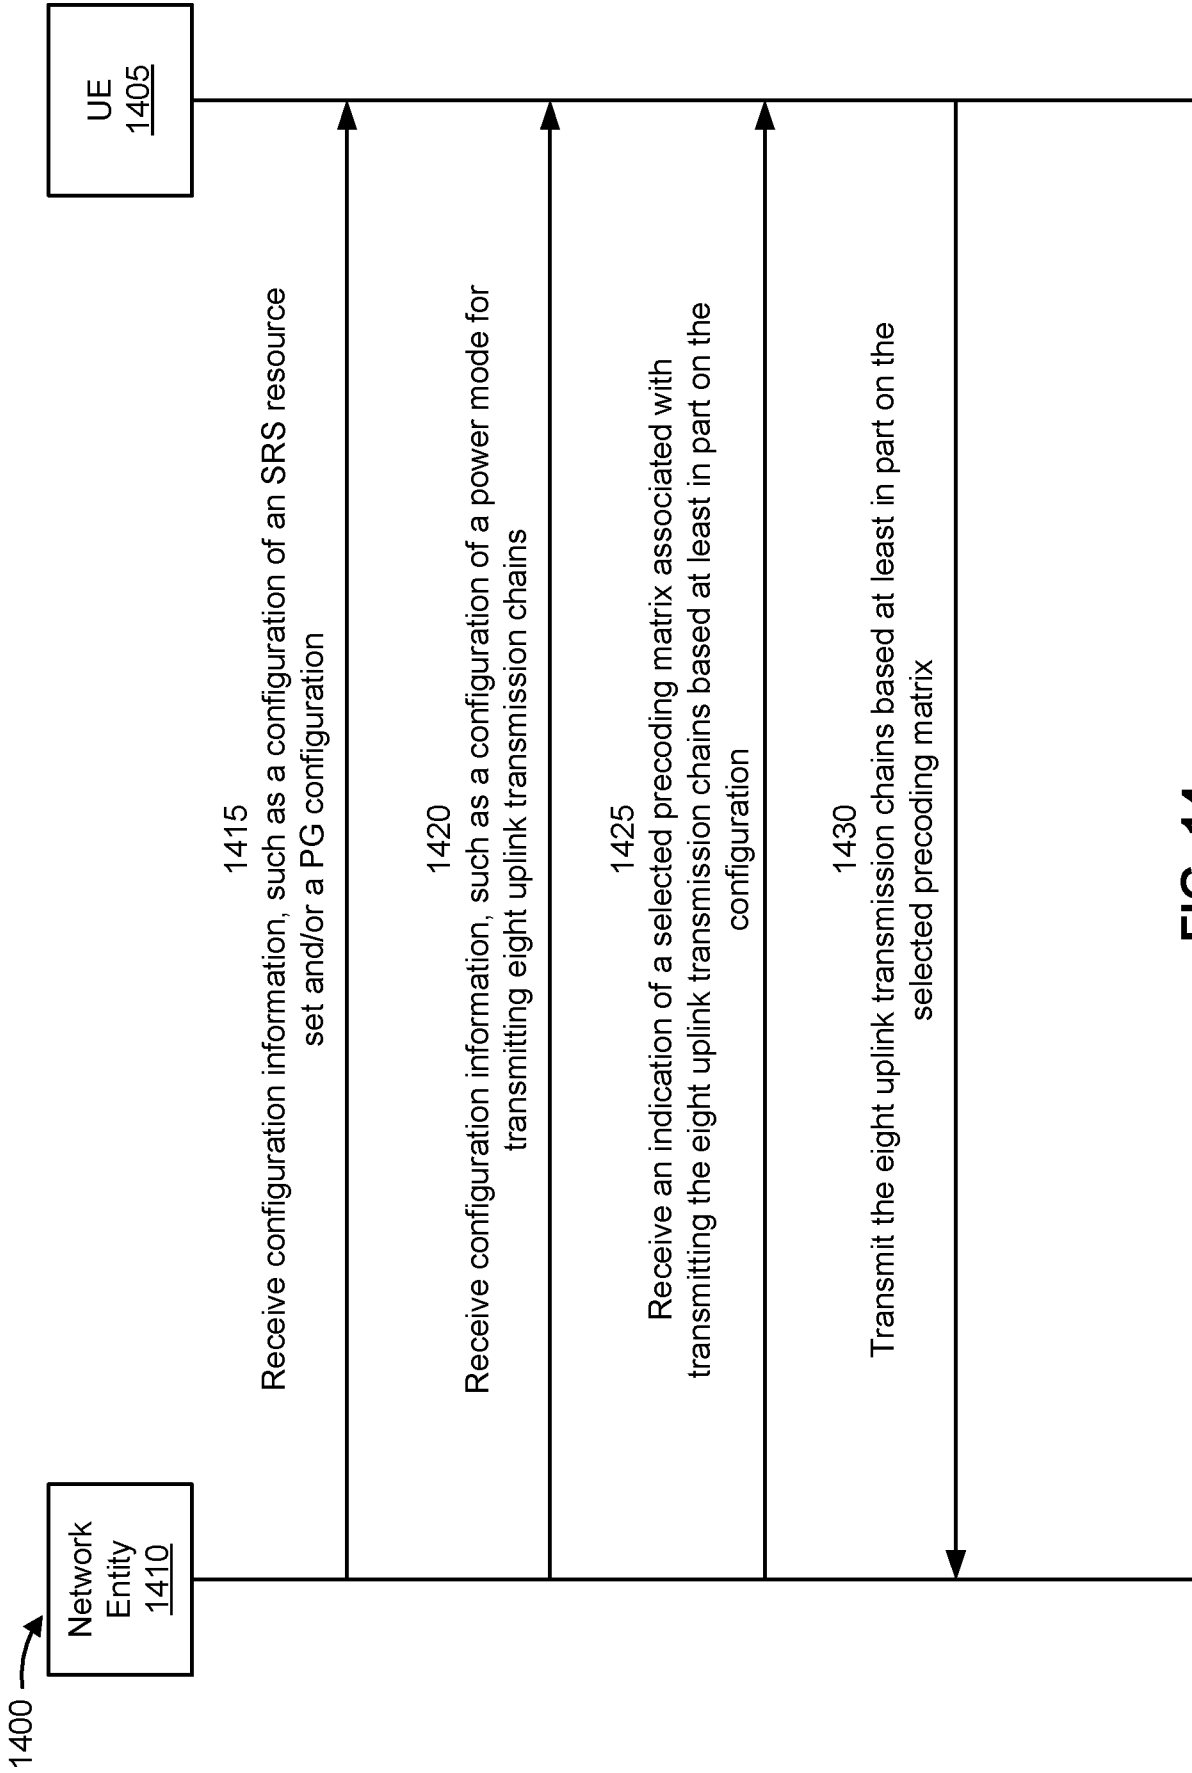 1400
Network
Entity
1410
UE
1405
1415
Receive configuration information, such as a configuration of an SRS resource
set and/or a PG configuration
1420
Receive configuration information, such as a configuration of a power mode for
transmitting eight uplink transmission chains
1425
Receive an indication of a selected precoding matrix associated with
transmitting the eight uplink transmission chains based at least in part on the
configuration
1430
Transmit the eight uplink transmission chains based at least in part on the
selected precoding matrix
FIG. 14